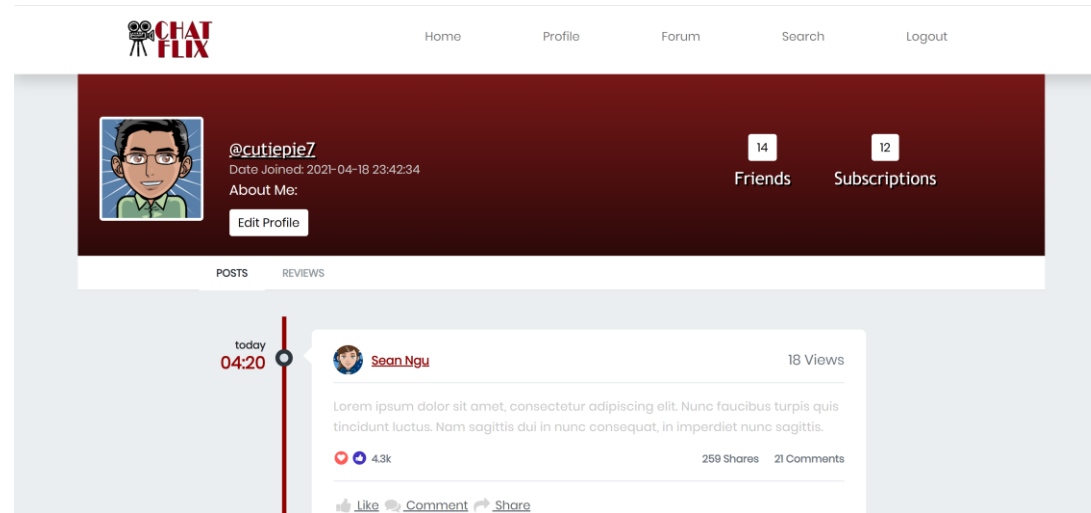 CHAT
FLIX
Home Profile Forum Search Logout
@cutiepie7
Date Joined: 2021-04-18 23:42:34
About Me:
Edit Profile
14 12
Friends Subscriptions
POSTS REVIEWS
today
04:20
Sean Ngu 18 Views
Lorem ipsum dolor sit amet, consectetur adipiscing elit. Nunc faucibus turpis quis
tincidunt luctus. Nam sagittis dui in nunc consequat, in imperdiet nunc sagittis.
4.3k 259 Shares 21 Comments
Like Comment Share